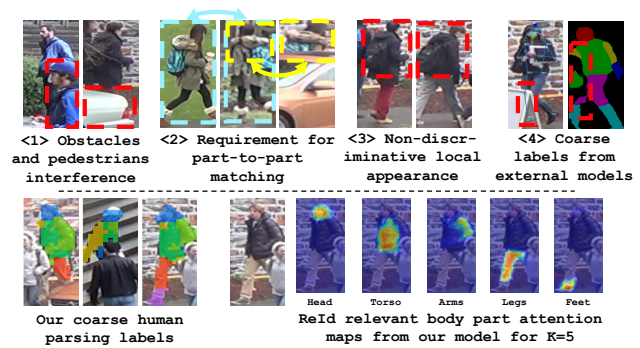 <1> Obstacles
and pedestrians
interference
<2> Requirement for
part-to-part
matching
<3> Non-discr-
iminative local
appearance
<4> Coarse
labels from
external models
Our coarse human
parsing labels
Head
Torso
Arms
Legs
Feet
ReId relevant body part attention
maps from our model for K=5